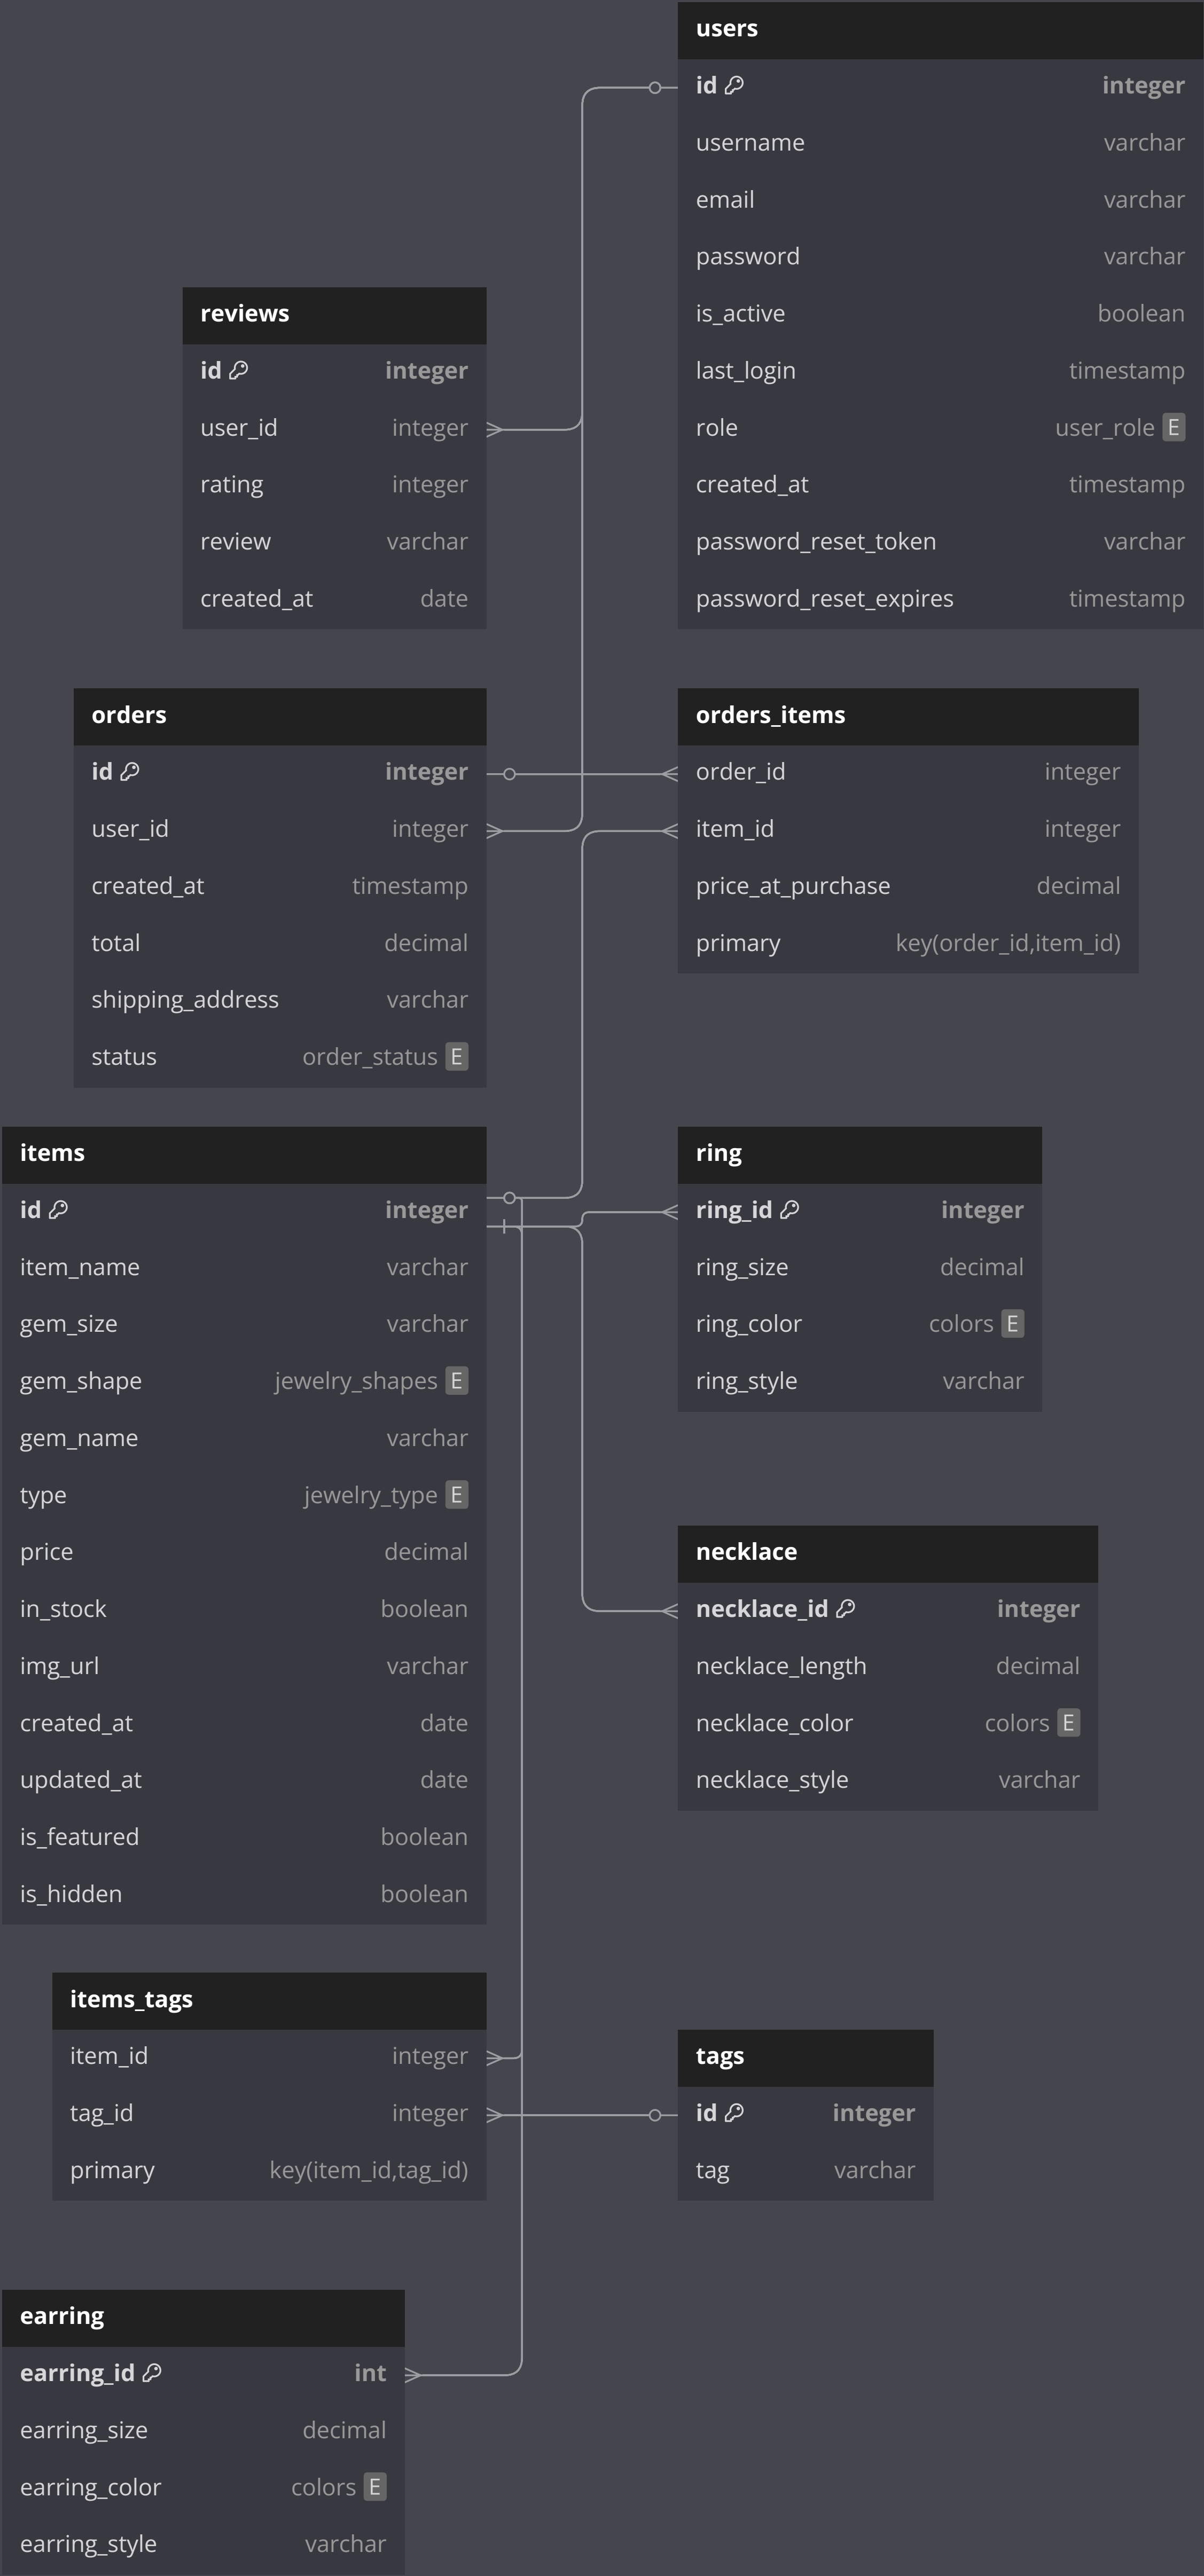 users
id integer
username varchar
email varchar
password varchar
is_active boolean
last_login timestamp
role user_role E
created_at timestamp
password_reset_token varchar
password_reset_expires timestamp
reviews
id integer
user_id integer
rating integer
review varchar
created_at date
orders
id integer
user_id integer
created_at timestamp
total decimal
shipping_address varchar
status order_status E
orders_items
order_id integer
item_id integer
price_at_purchase decimal
primary key(order_id,item_id)
items
id integer
item_name varchar
gem_size varchar
gem_shape jewelry_shapes E
gem_name varchar
type jewelry_type E
price decimal
in_stock boolean
img_url varchar
created_at date
updated_at date
is_featured boolean
is_hidden boolean
ring
ring_id integer
ring_size decimal
ring_color colors E
ring_style varchar
necklace
necklace_id integer
necklace_length decimal
necklace_color colors E
necklace_style varchar
items_tags
item_id integer
tag_id integer
primary key(item_id,tag_id)
tags
id integer
tag varchar
earring
earring_id int
earring_size decimal
earring_color colors E
earring_style varchar